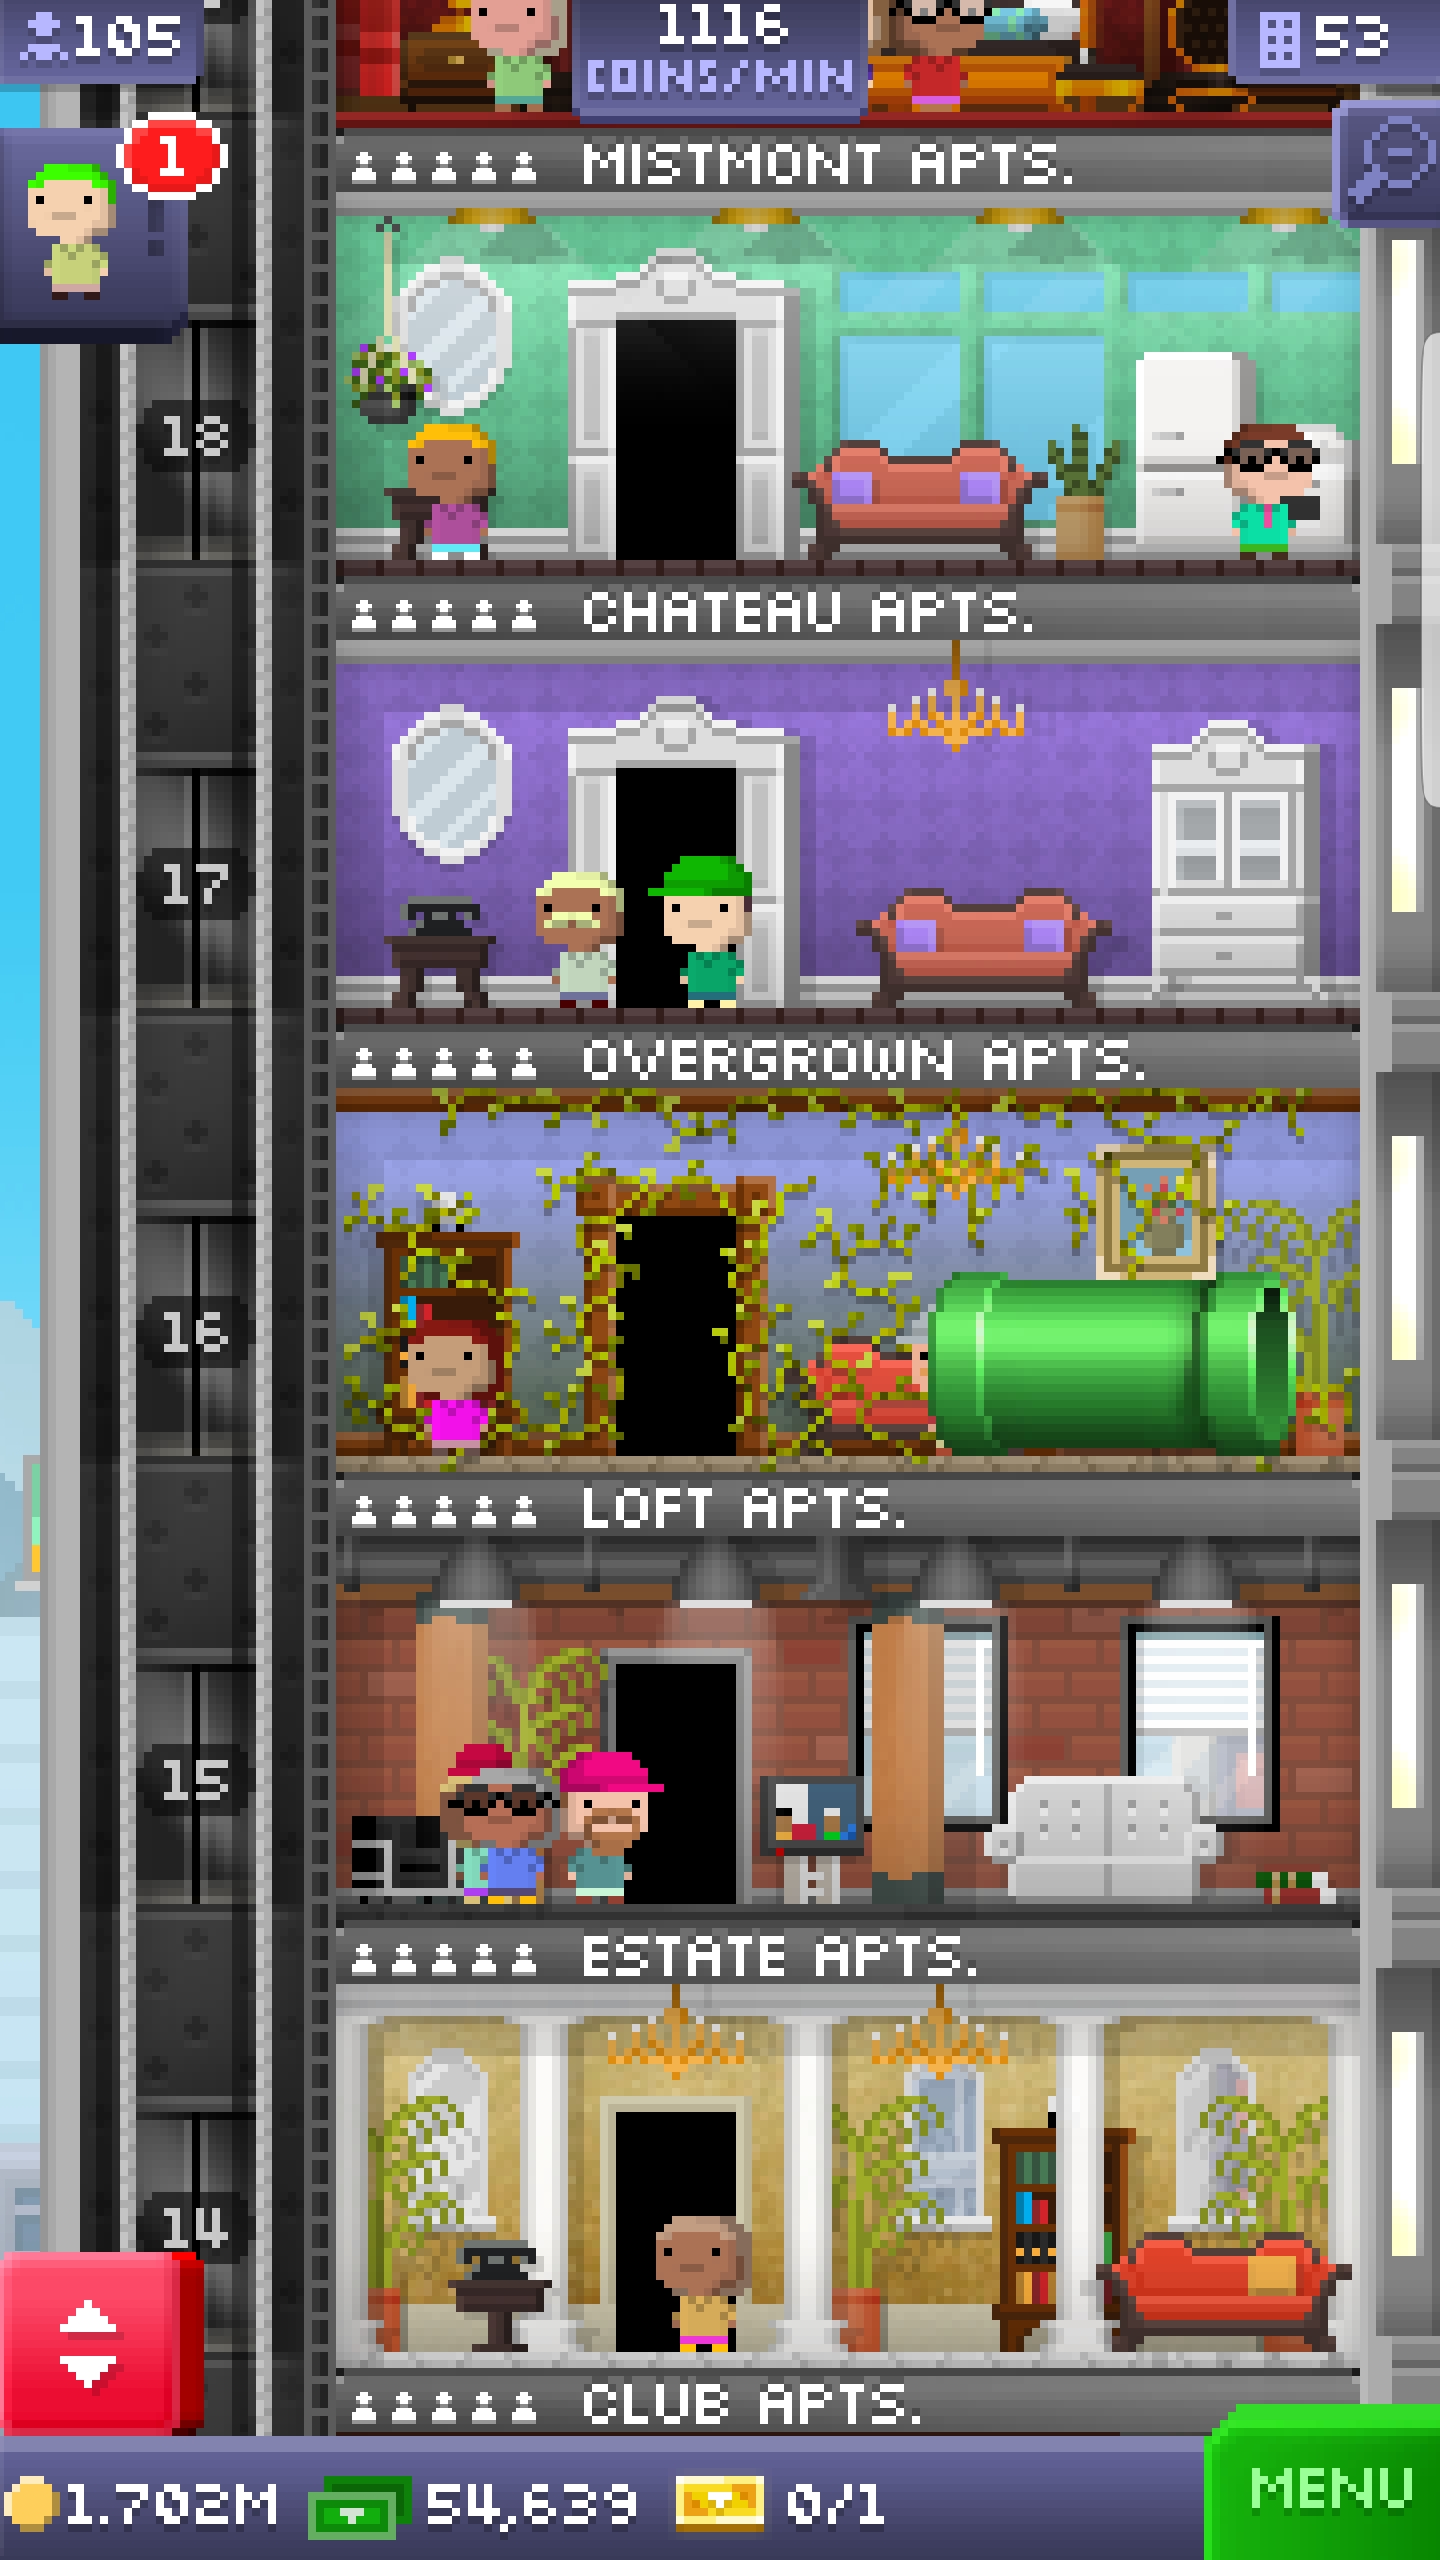 105
1116
COINS/MIN
53
1
MISTMONT APTS.
18
CHATEAU APTS.
17
OVERGROWN APTS.
16
LOFT APTS.
15
ESTATE APTS.
14
CLUB APTS.
1.702M
54,639
0/1
MENU